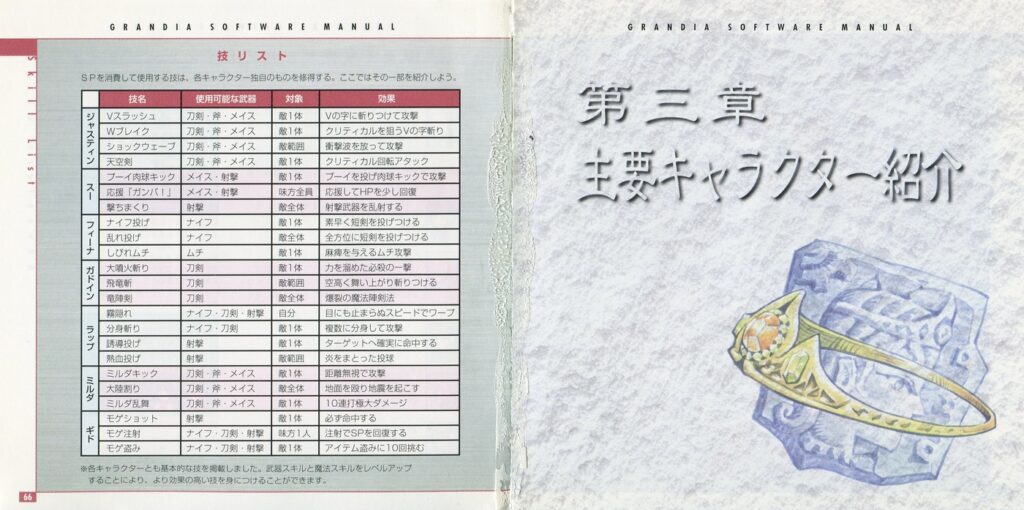 GRANDIA SOFTWARE MANUAL
Skill List
技リスト
SPを消費して使用する技は、各キャラクター独自のものを修得する。ここではその一部を紹介しよう。
技名 使用可能な武器 対象 効果
ジャスティン
Vスラッシュ 刀剣・斧・メイス 敵1体 Vの字に斬りつけて攻撃
Wブレイク 刀剣・斧・メイス 敵1体 クリティカルを狙うVの字斬り
ショックウェーブ 刀剣・斧・メイス 敵範囲 衝撃波を放って攻撃
天空剣 刀剣・斧・メイス 敵1体 クリティカル回転アタック
スー
プーイ肉球キック メイス・射撃 敵1体 プーイを投げ肉球キックで攻撃
応援「ガンバ!」 メイス・射撃 味方全員 応援してHPを少し回復
撃ちまくり 射撃 敵全体 射撃武器を乱射する
フィーナ
ナイフ投げ ナイフ 敵1体 素早く短剣を投げつける
乱れ投げ ナイフ 敵全体 全方位に短剣を投げつける
しびれムチ ムチ 敵1体 麻痺を与えるムチ攻撃
ガドイン
大噴火斬り 刀剣 敵1体 力を溜めた必殺の一撃
飛竜斬 刀剣 敵範囲 空高く舞い上がり斬りつける
竜陣剣 刀剣 敵全体 爆裂の魔法陣剣法
ラップ
霧隠れ ナイフ・刀剣・射撃 自分 目にも止まらぬスピードでワープ
分身斬り ナイフ・刀剣 敵1体 複数に分身して攻撃
誘導投げ 射撃 敵1体 ターゲットへ確実に命中する
熱血投げ 射撃 敵範囲 炎をまとった投球
ミルダ
ミルダキック 刀剣・斧・メイス 敵1体 距離無視で攻撃
大陸割り 刀剣・斧・メイス 敵全体 地面を殴り地震を起こす
ミルダ乱舞 刀剣・斧・メイス 敵1体 10連打極大ダメージ
ギド
モゲショット 射撃 敵1体 必ず命中する
モゲ注射 ナイフ・刀剣・射撃 味方1人 注射でSPを回復する
モゲ盗み ナイフ・刀剣・射撃 敵1体 アイテム盗みに10回挑む
※各キャラクターとも基本的な技を掲載しました。武器スキルと魔法スキルをレベルアップ
することにより、より効果の高い技を身につけることができます。
66
GRANDIA SOFTWARE MANUAL
第三章
主要キャラクター紹介